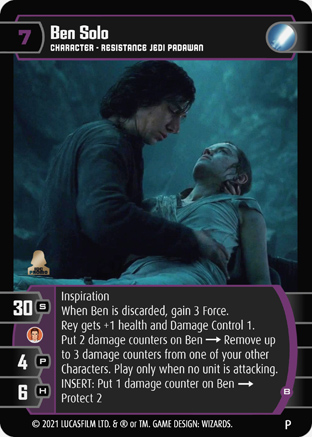 7
Ben Solo
CHARACTER - RESISTANCE JEDI PADAWAN
30 S
4 P
6 H
Inspiration
When Ben is discarded, gain 3 Force.
Rey gets +1 health and Damage Control 1.
Put 2 damage counters on Ben → Remove up
to 3 damage counters from one of your other
Characters. Play only when no unit is attacking.
INSERT: Put 1 damage counter on Ben →
Protect 2
B
© 2021 LUCASFILM LTD. & ® or TM. GAME DESIGN: WIZARDS.
P